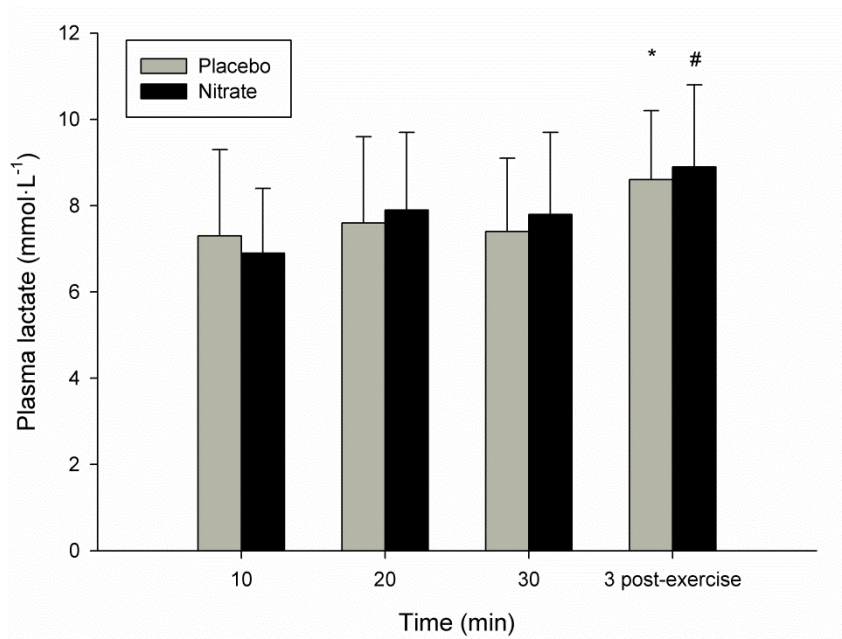 12
10
8
6
4
2
0
Plasma lactate (mmol·L⁻¹)
Placebo
Nitrate
*
#
10 20 30 3 post-exercise
Time (min)